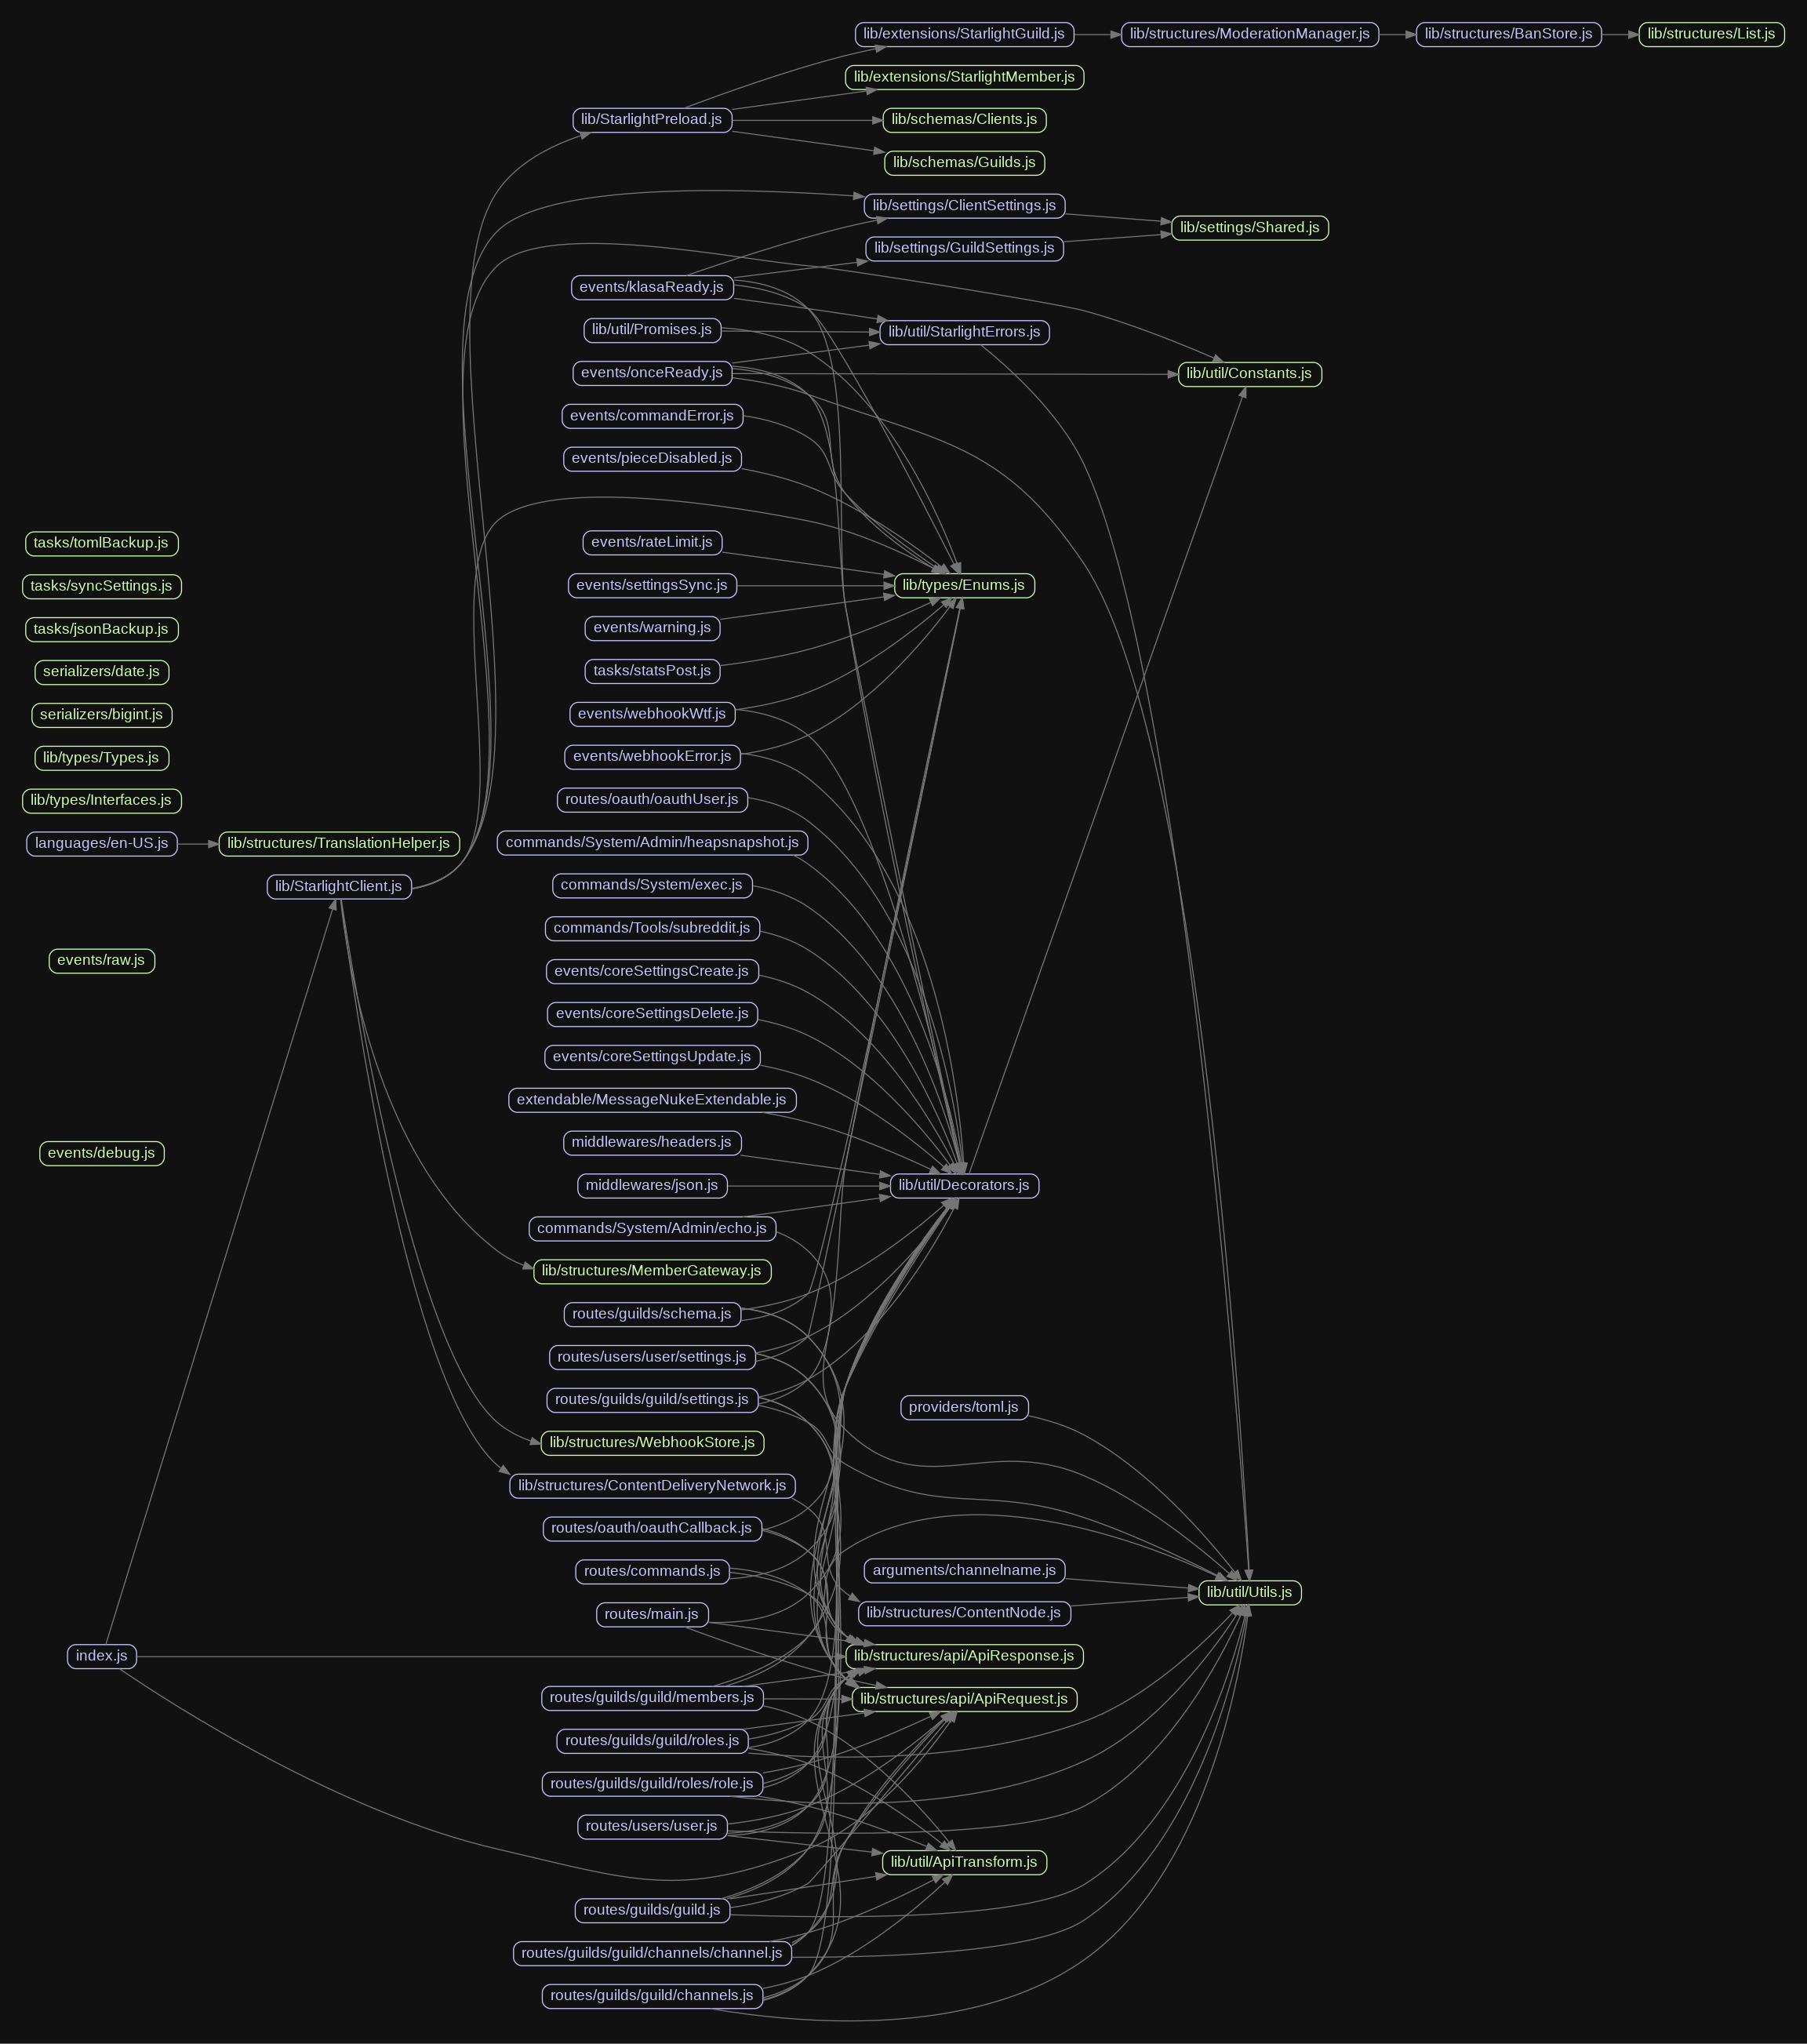 lib/extensions/StarlightGuild.js
lib/structures/ModerationManager.js
lib/structures/BanStore.js
lib/structures/List.js
lib/extensions/StarlightMember.js
lib/StarlightPreload.js
lib/schemas/Clients.js
lib/schemas/Guilds.js
lib/settings/ClientSettings.js
lib/settings/Shared.js
lib/settings/GuildSettings.js
events/klasaReady.js
lib/util/Promises.js
lib/util/StarlightErrors.js
events/onceReady.js
lib/util/Constants.js
events/commandError.js
events/pieceDisabled.js
tasks/tomlBackup.js
events/rateLimit.js
tasks/syncSettings.js
events/settingsSync.js
lib/types/Enums.js
tasks/jsonBackup.js
events/warning.js
serializers/date.js
tasks/statsPost.js
serializers/bigint.js
events/webhookWtf.js
lib/types/Types.js
events/webhookError.js
lib/types/Interfaces.js
routes/oauth/oauthUser.js
languages/en-US.js
lib/structures/TranslationHelper.js
commands/System/Admin/heapsnapshot.js
lib/StarlightClient.js
commands/System/exec.js
commands/Tools/subreddit.js
events/raw.js
events/coreSettingsCreate.js
events/coreSettingsDelete.js
events/coreSettingsUpdate.js
extendable/MessageNukeExtendable.js
events/debug.js
middlewares/headers.js
middlewares/json.js
lib/util/Decorators.js
commands/System/Admin/echo.js
lib/structures/MemberGateway.js
routes/guilds/schema.js
routes/users/user/settings.js
routes/guilds/guild/settings.js
providers/toml.js
lib/structures/WebhookStore.js
lib/structures/ContentDeliveryNetwork.js
routes/oauth/oauthCallback.js
routes/commands.js
arguments/channelname.js
lib/util/Utils.js
routes/main.js
lib/structures/ContentNode.js
index.js
lib/structures/api/ApiResponse.js
routes/guilds/guild/members.js
lib/structures/api/ApiRequest.js
routes/guilds/guild/roles.js
routes/guilds/guild/roles/role.js
routes/users/user.js
lib/util/ApiTransform.js
routes/guilds/guild.js
routes/guilds/guild/channels/channel.js
routes/guilds/guild/channels.js